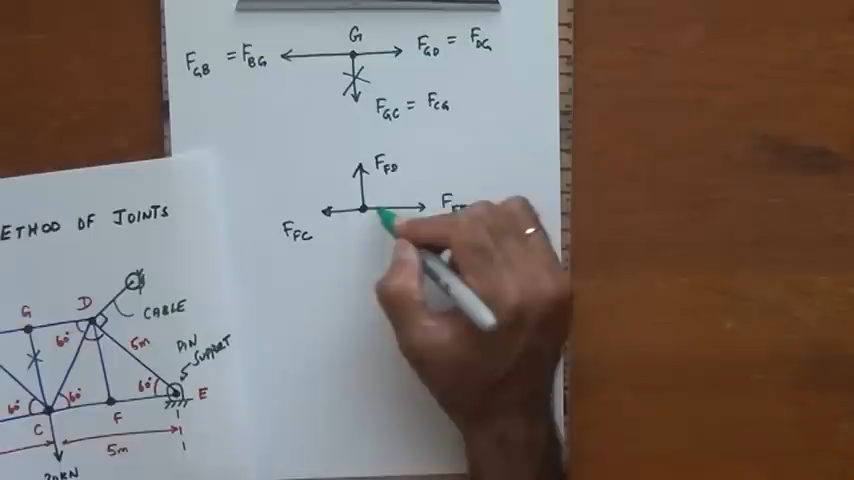 G
F_GB = F_BG
F_GD = F_DG
F_GC = F_CG
F_FD
F_FC
METHOD OF JOINTS
G
D
CABLE
60°
5m
PIN
SUPPORT
60°
60°
60°
E
C
F
5m